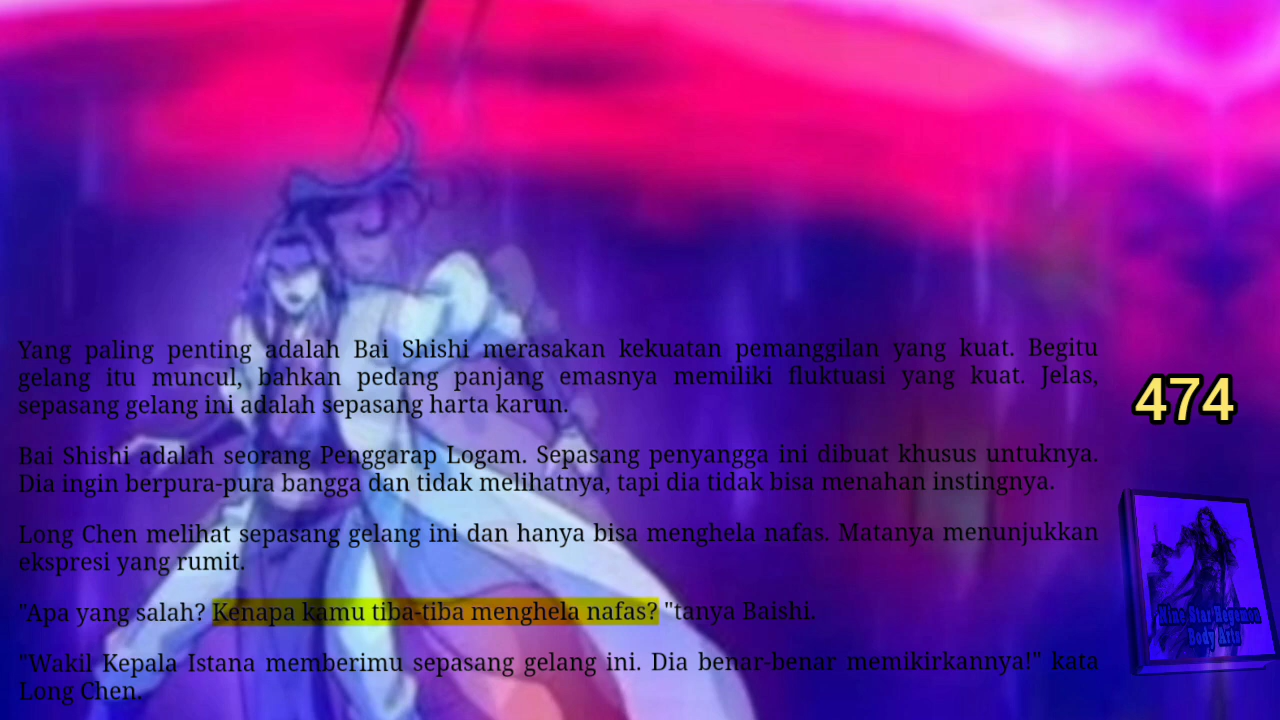 Yang paling penting adalah Bai Shishi merasakan kekuatan pemanggilan yang kuat. Begitu
gelang itu muncul, bahkan pedang panjang emasnya memiliki fluktuasi yang kuat. Jelas,
sepasang gelang ini adalah sepasang harta karun.
Bai Shishi adalah seorang Penggarap Logam. Sepasang penyangga ini dibuat khusus untuknya.
Dia ingin berpura-pura bangga dan tidak melihatnya, tapi dia tidak bisa menahan instingnya.
Long Chen melihat sepasang gelang ini dan hanya bisa menghela nafas. Matanya menunjukkan
ekspresi yang rumit.
"Apa yang salah? Kenapa kamu tiba-tiba menghela nafas? "tanya Baishi.
"Wakil Kepala Istana memberimu sepasang gelang ini. Dia benar-benar memikirkannya!" kata
Long Chen.
474
Nine Star Hegemon
Body Arts